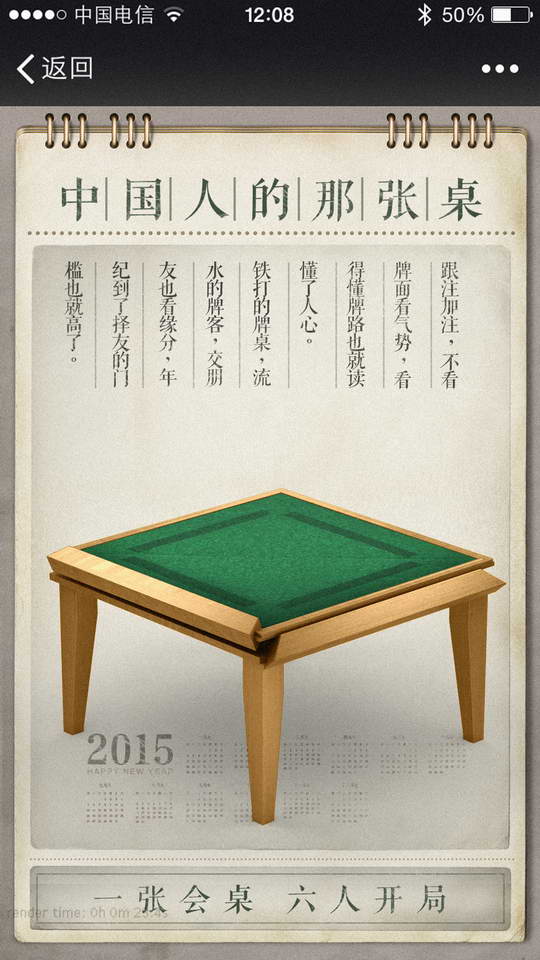 中国电信
12:08
50%
返回
中国人的那张桌
跟注加注，不看
牌面看气势，看
得懂牌路也就读
懂了人心。
铁打的牌桌，流
水的牌客，交朋
友也看缘分，年
纪到了择友的门
槛也就高了。
2015
HAPPY NEW YEAR
一张会桌 六人开局